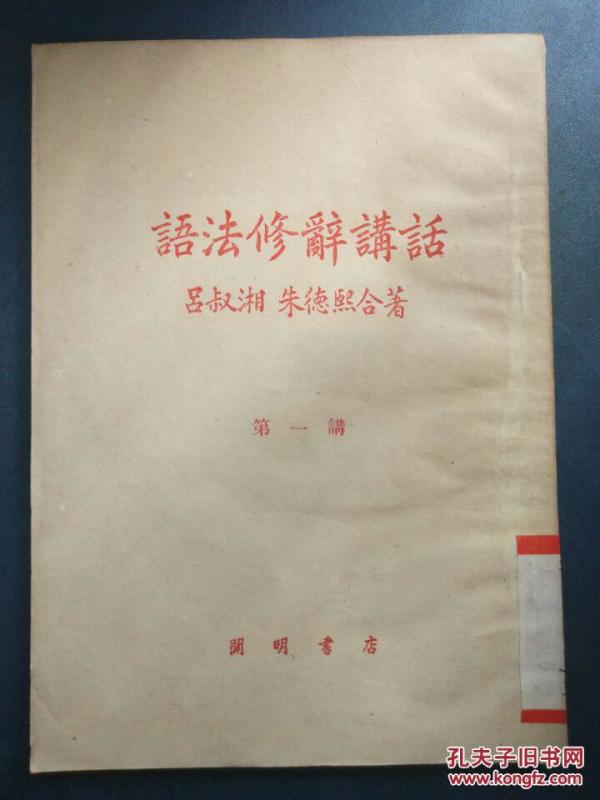 語法修辭講話
呂叔湘 朱德熙合著
第一講
開明書店
孔夫子旧书网
www.kongfz.com